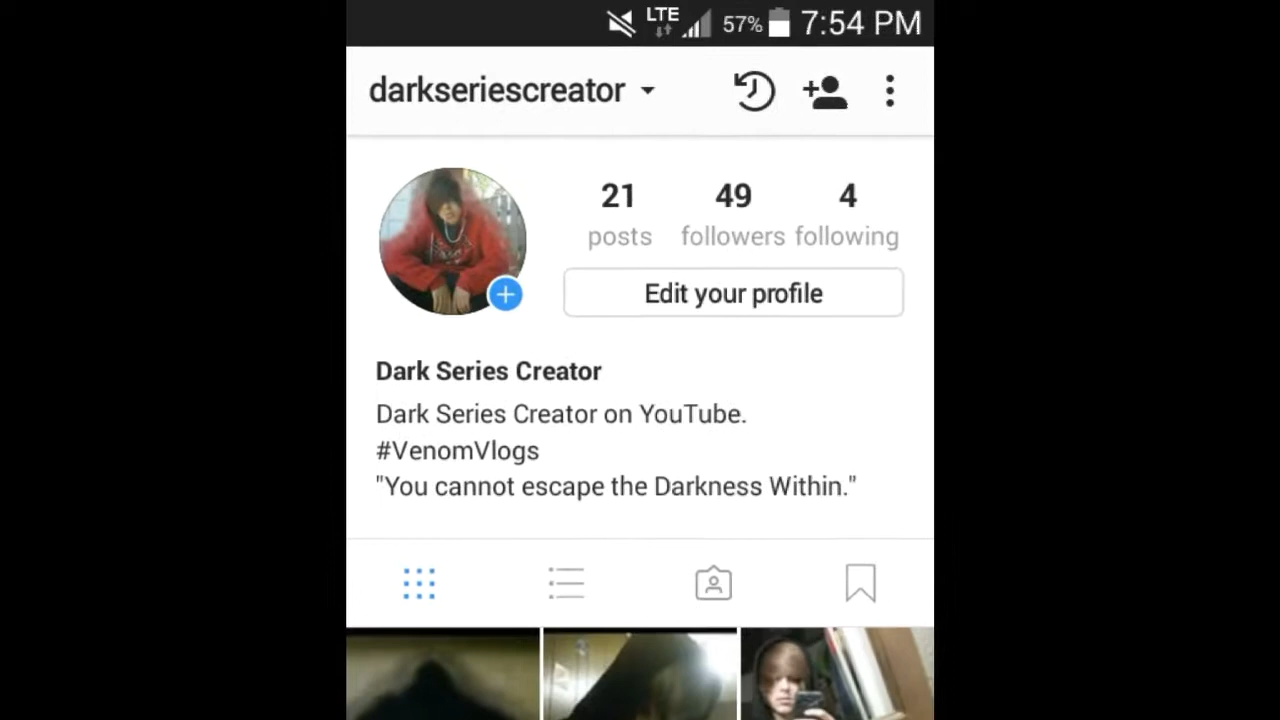 LTE 57% 7:54 PM
darkseriescreator
21 49 4
posts followers following
Edit your profile
Dark Series Creator
Dark Series Creator on YouTube.
#VenomVlogs
"You cannot escape the Darkness Within."